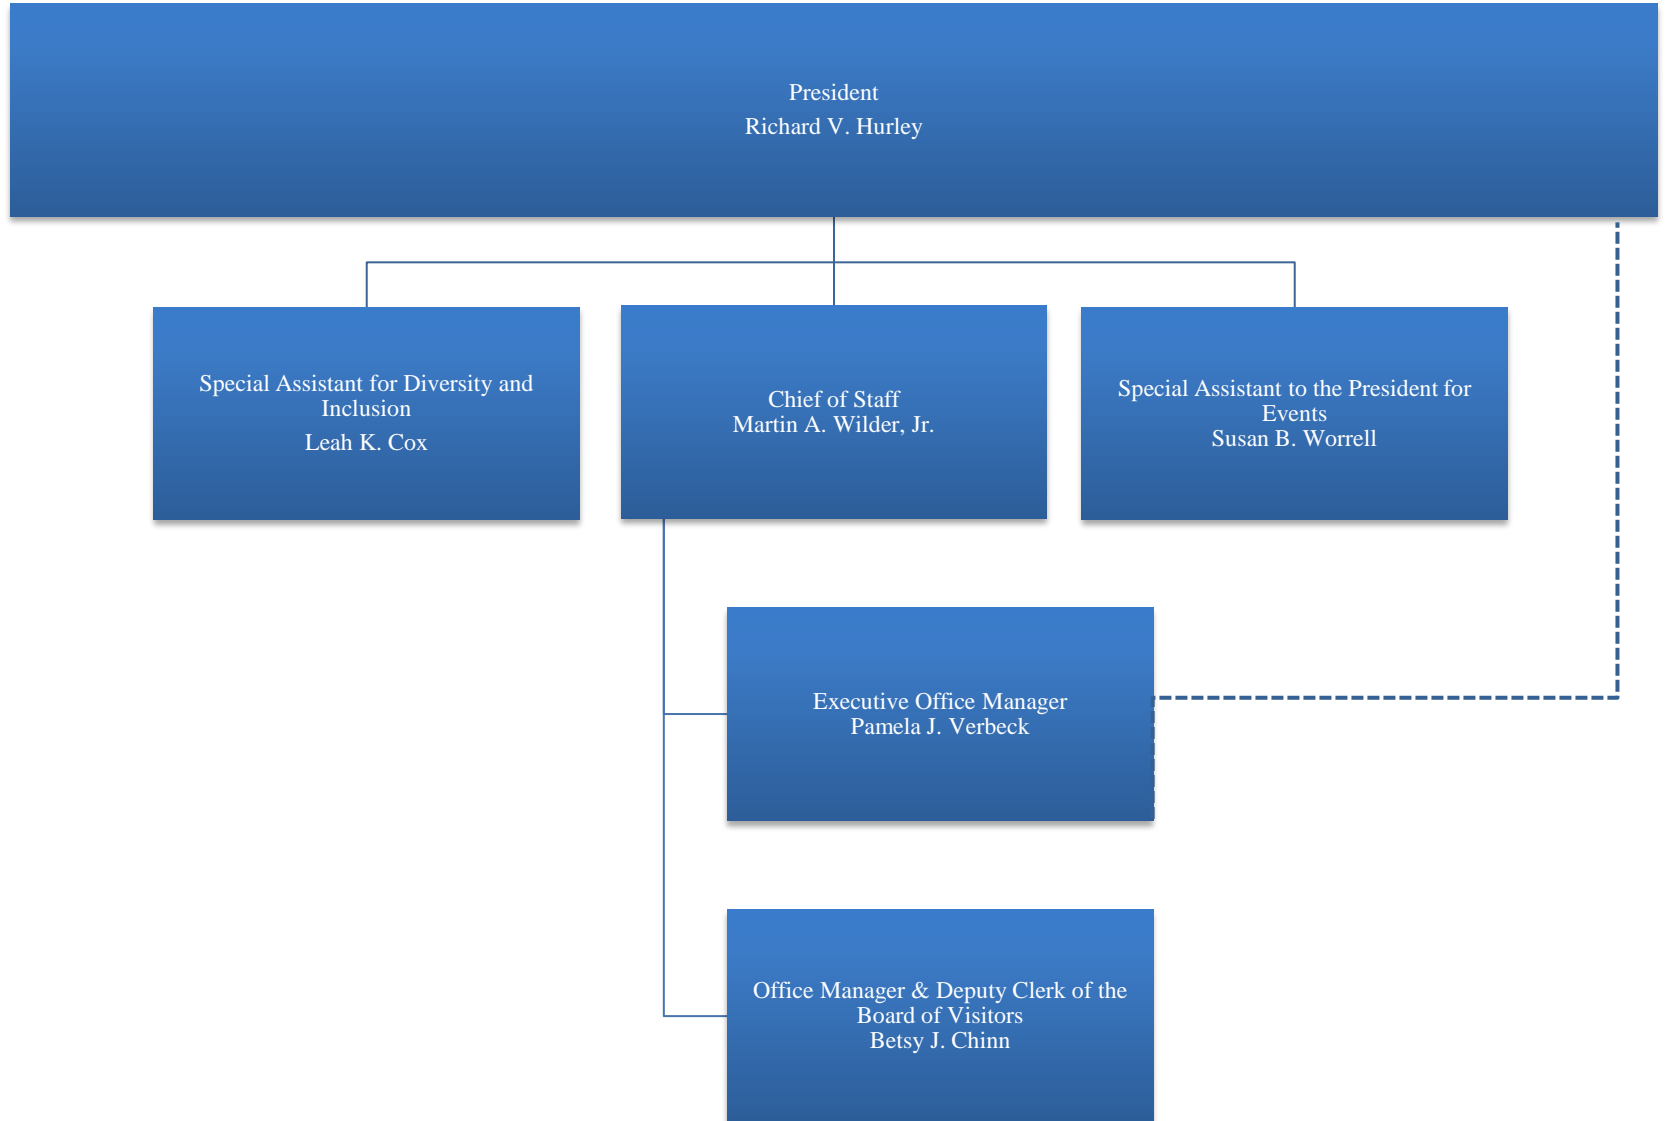 President
Richard V. Hurley
Special Assistant for Diversity and
Inclusion
Leah K. Cox
Chief of Staff
Martin A. Wilder, Jr.
Special Assistant to the President for
Events
Susan B. Worrell
Executive Office Manager
Pamela J. Verbeck
Office Manager & Deputy Clerk of the
Board of Visitors
Betsy J. Chinn